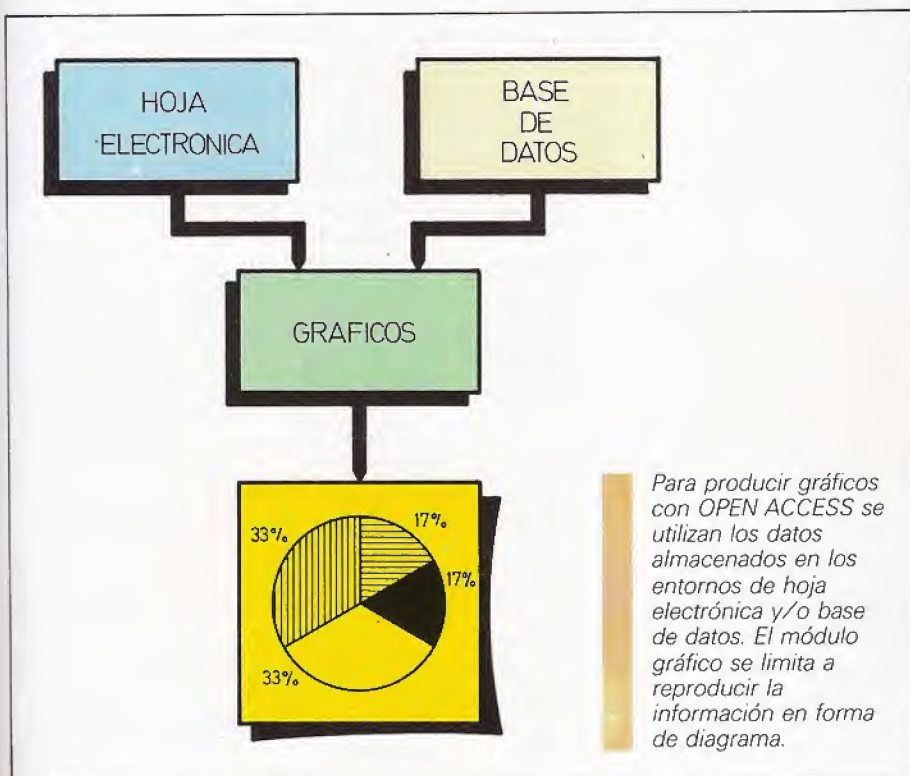 HOJA
ELECTRONICA
BASE
DE
DATOS
GRAFICOS
33%
17%
17%
33%
Para producir gráficos
con OPEN ACCESS se
utilizan los datos
almacenados en los
entornos de hoja
electrónica y/o base
de datos. El módulo
gráfico se limita a
reproducir la
información en forma
de diagrama.